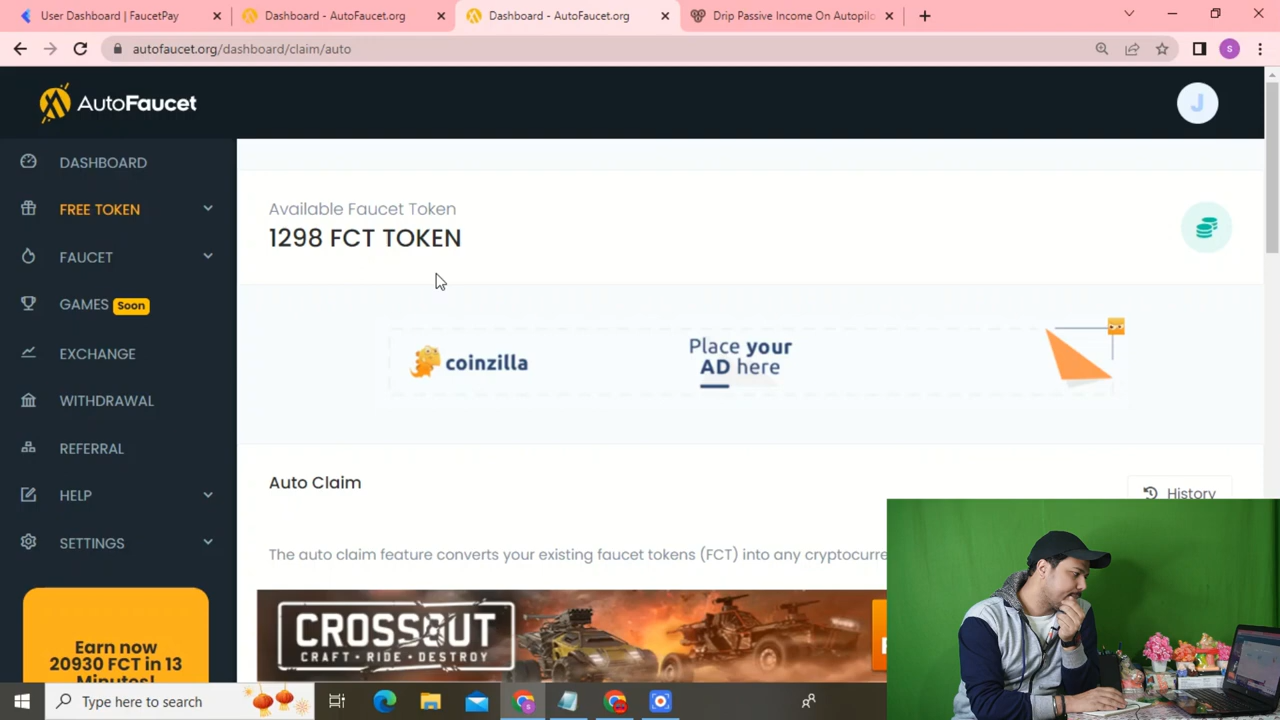 User Dashboard | FaucetPay
Dashboard - AutoFaucet.org
Dashboard - AutoFaucet.org
Drip Passive Income On Autopilo
autofaucet.org/dashboard/claim/auto
S
AutoFaucet
J
DASHBOARD
FREE TOKEN
FAUCET
GAMES Soon
EXCHANGE
WITHDRAWAL
REFERRAL
HELP
SETTINGS
Earn now
20930 FCT in 13
Minutes!
Available Faucet Token
1298 FCT TOKEN
coinzilla
Place your
AD here
Auto Claim
History
The auto claim feature converts your existing faucet tokens (FCT) into any cryptocurre
CROSSOUT
CRAFT • RIDE • DESTROY
Type here to search